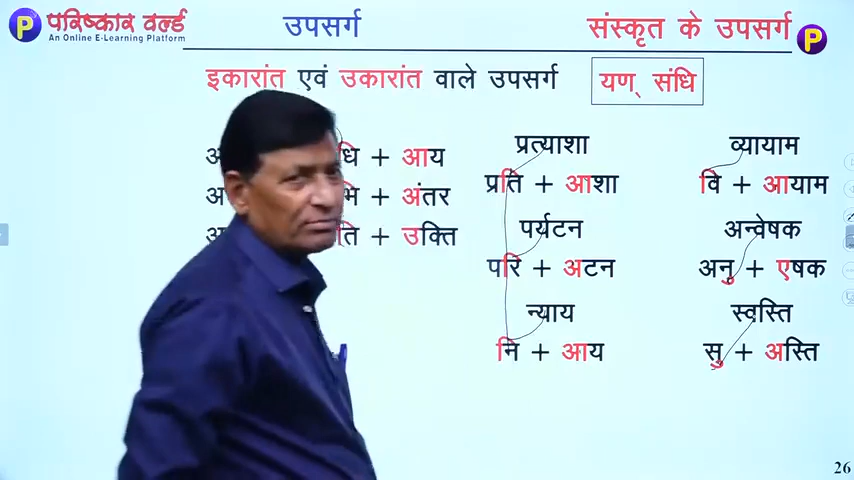 परिष्कार वर्ल्ड
An Online E-Learning Platform
उपसर्ग
संस्कृत के उपसर्ग
इकारांत एवं उकारांत वाले उपसर्ग
यण् संधि
धि + आय
भि + अंतर
ति + उक्ति
प्रत्याशा
प्रति + आशा
पर्यटन
परि + अटन
न्याय
नि + आय
व्यायाम
वि + आयाम
अन्वेषक
अनु + एषक
स्वस्ति
सु + अस्ति
26